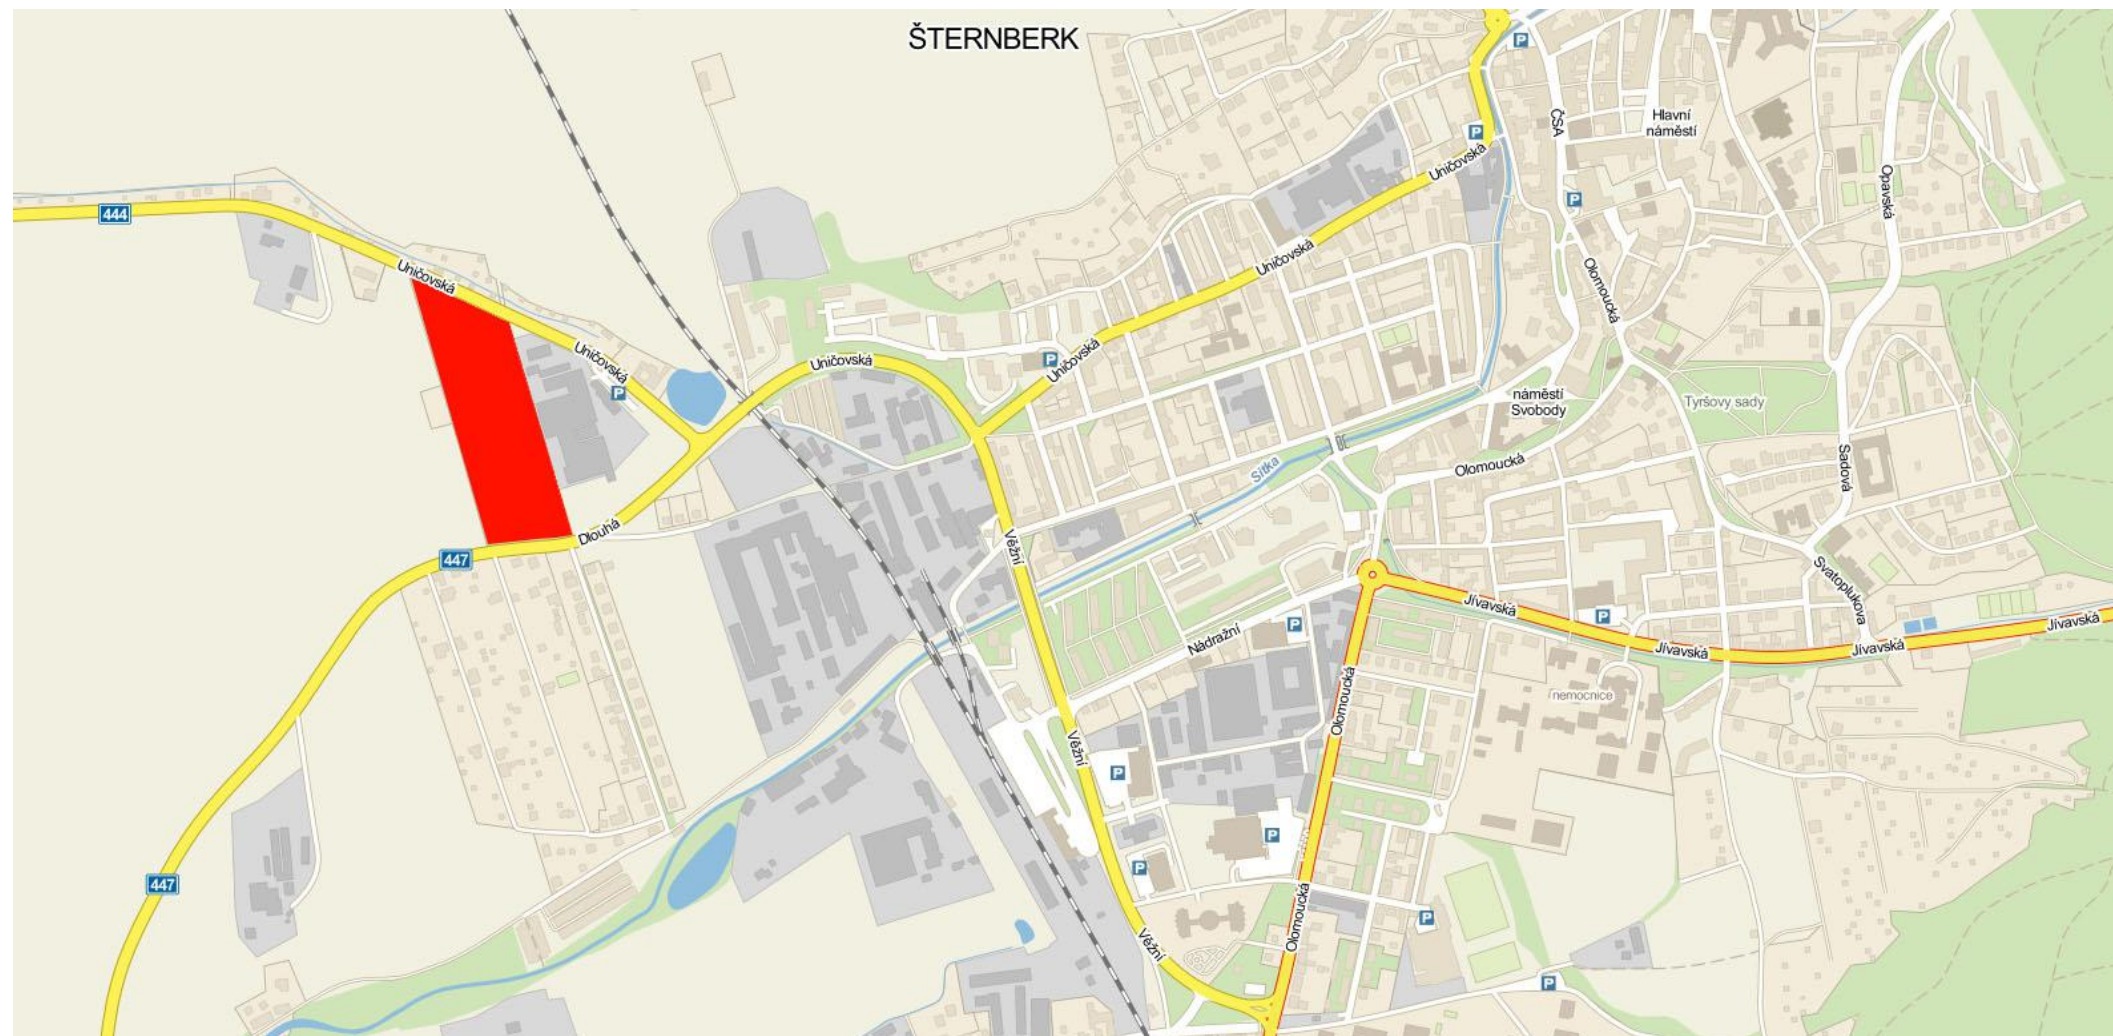 ŠTERNBERK
P
ČSA
Hlavní
náměstí
P
Uničovská
Opavská
P
444
Uničovská
Uničovská
Olomoucká
Uničovská
Uničovská
P
Uničovská
P
Uničovská
náměstí
Svobody
Tyršovy sady
Sitka
Olomoucká
Sadová
Dlouhá
447
Věžní
Svatoplukova
Jívavská
P
Nádražní
P
Jívavská
Jívavská
Jívavská
Olomoucká
nemocnice
Věžní
P
P
P
447
Olomoucká
P
Věžní
P